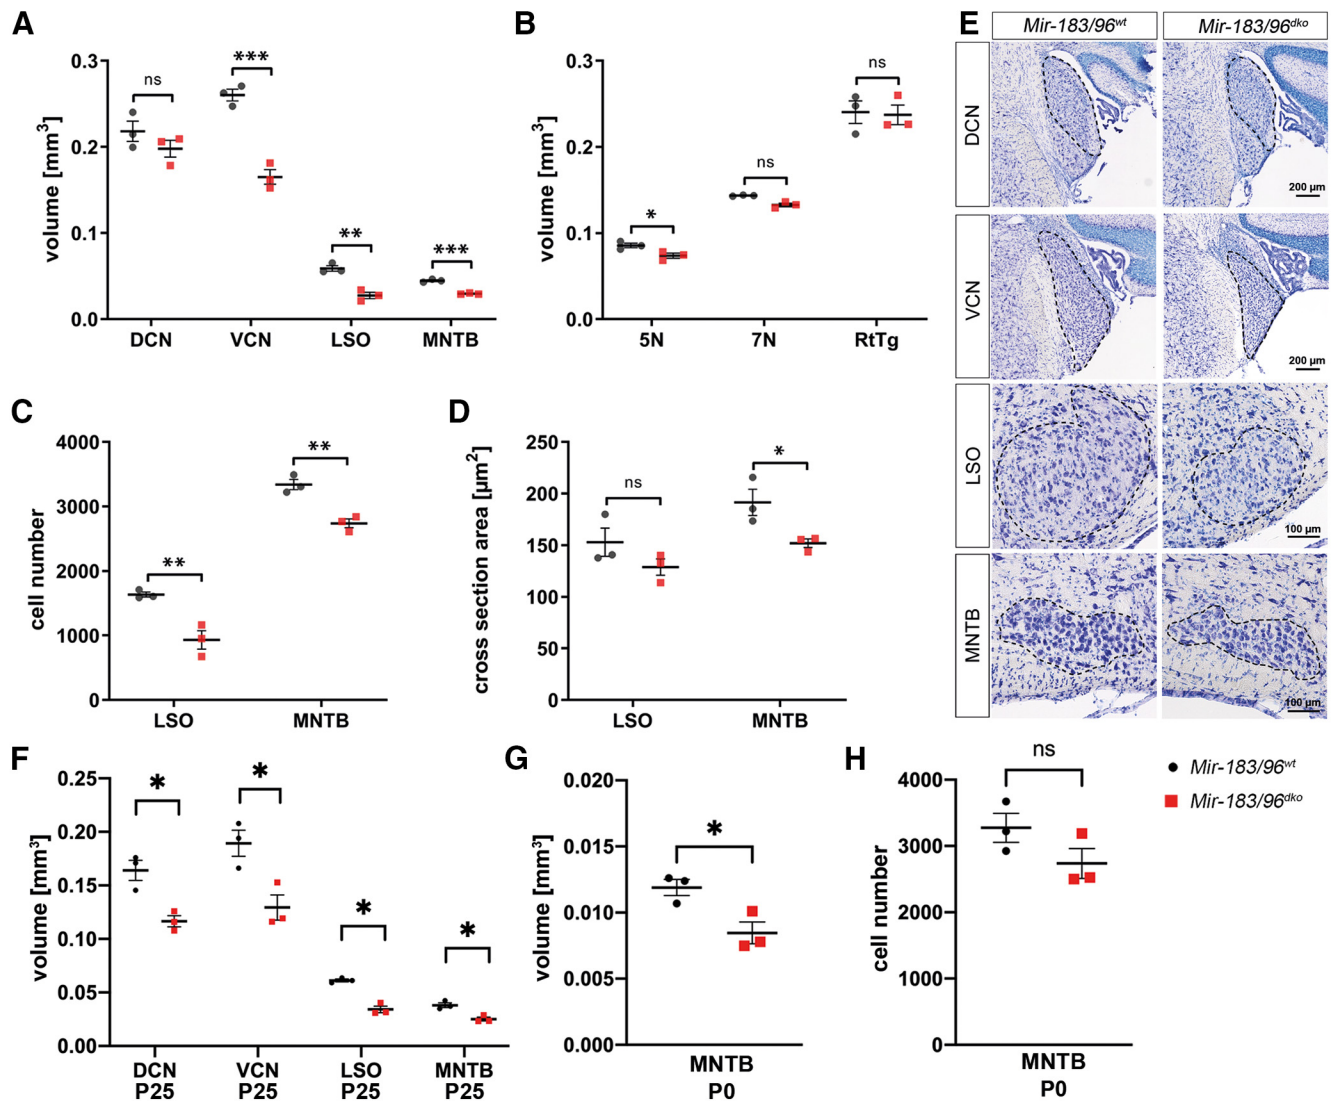 A
volume [mm³]
0.3
0.2
0.1
0.0
ns
***
**
***
DCN VCN LSO MNTB
B
volume [mm³]
0.3
0.2
0.1
0.0
*
ns
ns
5N 7N RtTg
C
cell number
4000
3000
2000
1000
0
**
**
LSO MNTB
D
cross section area [µm²]
250
200
150
100
50
0
ns
*
LSO MNTB
E
Mir-183/96wt Mir-183/96dko
DCN
200 µm
VCN
200 µm
LSO
100 µm
MNTB
100 µm
F
volume [mm³]
0.25
0.20
0.15
0.10
0.05
0.00
*
*
*
*
DCN VCN LSO MNTB
P25 P25 P25 P25
G
volume [mm³]
0.020
0.015
0.010
0.005
0.000
*
MNTB
P0
H
cell number
4000
3000
2000
1000
0
ns
MNTB
P0
Mir-183/96wt
Mir-183/96dko